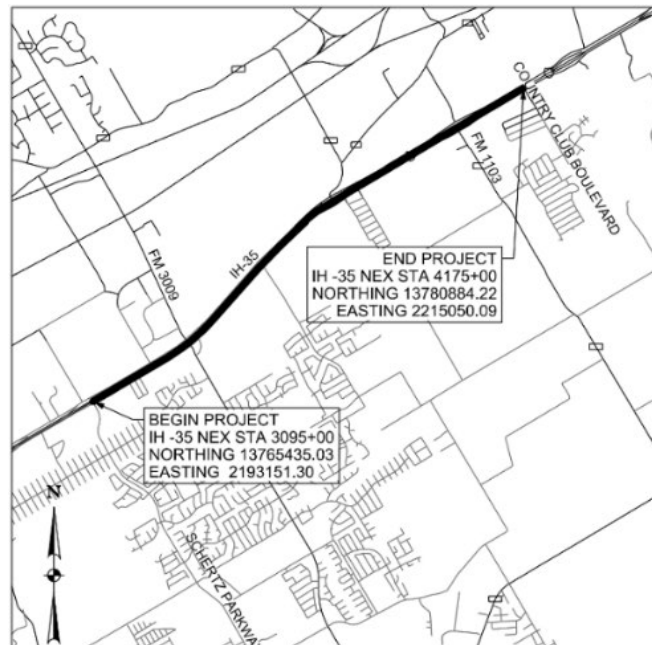 COUNTRY CLUB BOULEVARD
FM 1103
FM 3009
IH-35
END PROJECT
IH -35 NEX STA 4175+00
NORTHING 13780884.22
EASTING 2215050.09
BEGIN PROJECT
IH -35 NEX STA 3095+00
NORTHING 13765435.03
EASTING 2193151.30
N
SCHERTZ PARKWA